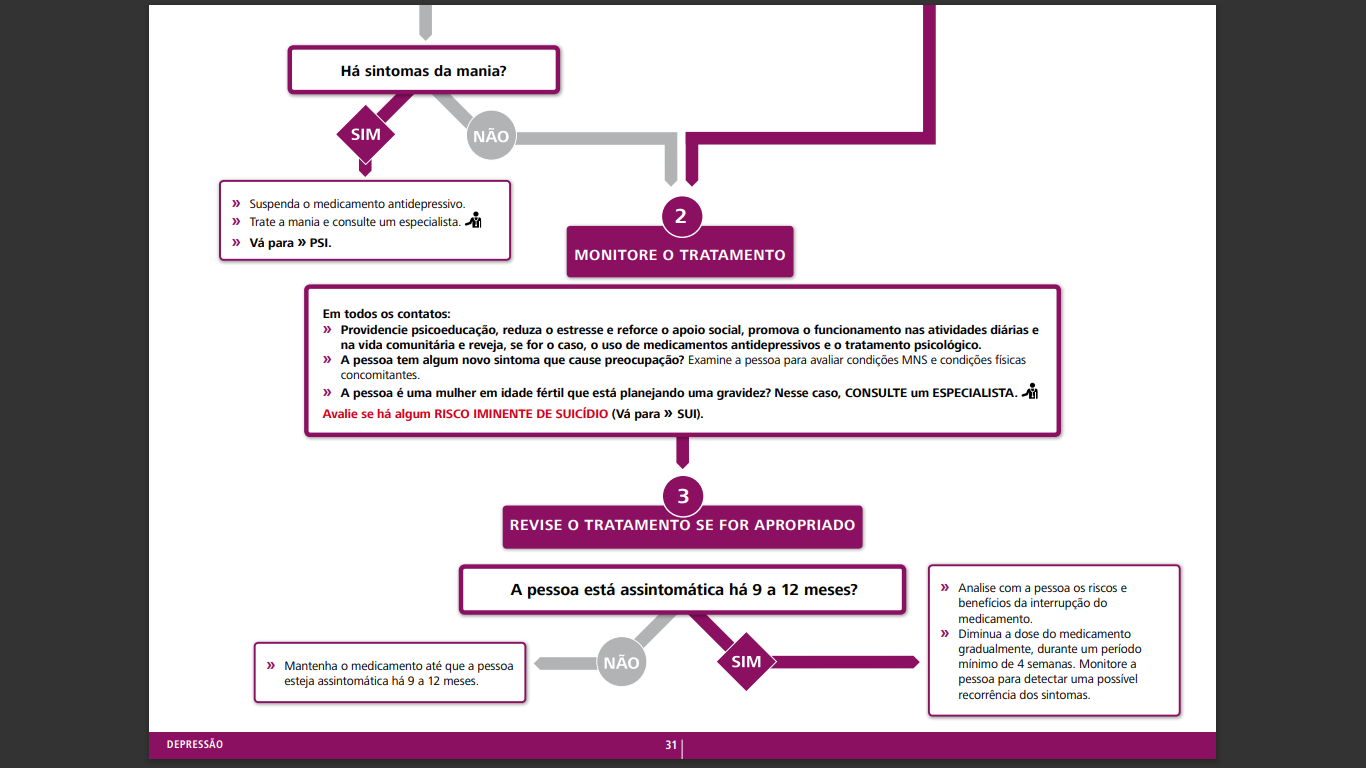 Há sintomas da mania?
SIM
NÃO
» Suspenda o medicamento antidepressivo.
» Trate a mania e consulte um especialista.
» Vá para » PSI.
2
MONITORE O TRATAMENTO
Em todos os contatos:
» Providencie psicoeducação, reduza o estresse e reforce o apoio social, promova o funcionamento nas atividades diárias e
na vida comunitária e reveja, se for o caso, o uso de medicamentos antidepressivos e o tratamento psicológico.
» A pessoa tem algum novo sintoma que cause preocupação? Examine a pessoa para avaliar condições MNS e condições físicas
concomitantes.
» A pessoa é uma mulher em idade fértil que está planejando uma gravidez? Nesse caso, CONSULTE um ESPECIALISTA.
Avalie se há algum RISCO IMINENTE DE SUICÍDIO (Vá para » SUI).
3
REVISE O TRATAMENTO SE FOR APROPRIADO
A pessoa está assintomática há 9 a 12 meses?
NÃO
SIM
» Mantenha o medicamento até que a pessoa
esteja assintomática há 9 a 12 meses.
» Analise com a pessoa os riscos e
benefícios da interrupção do
medicamento.
» Diminua a dose do medicamento
gradualmente, durante um período
mínimo de 4 semanas. Monitore a
pessoa para detectar uma possível
recorrência dos sintomas.
DEPRESSÃO
31